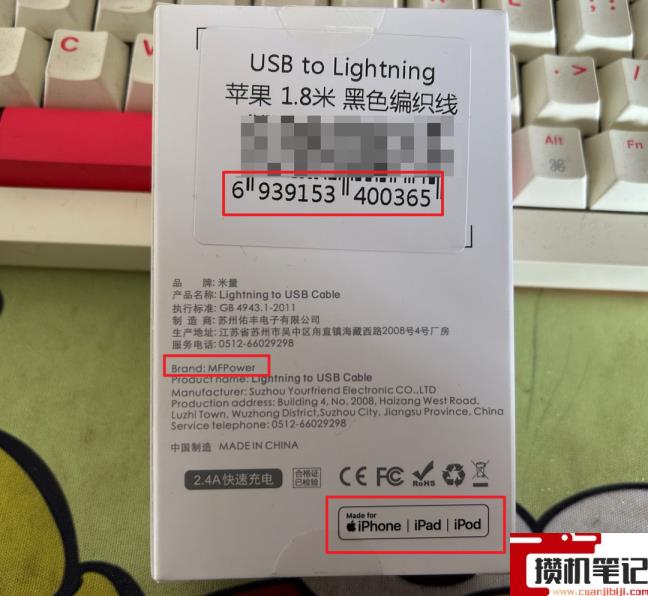 C
> .
Alt
⌘
Fn
USB to Lightning
苹果 1.8米 黑色编织线
6 939153 400365
品 牌: 米量
产品名称: Lightning to USB Cable
执行标准: GB 4943.1-2011
制 造 商: 苏州佑丰电子有限公司
生产地址: 江苏省苏州市吴中区甪直镇海藏西路2008号4号厂房
服务电话: 0512-66029298
Brand: MFPower
Product name: Lightning to USB Cable
Manufacturer: Suzhou Yourfriend Electronic CO.,LTD
Production address: Building 4, No. 2008, Haizang West Road,
Luzhi Town, Wuzhong District,Suzhou City, Jiangsu Province, China
Service telephone: 0512-66029298
中国制造 MADE IN CHINA
2.4A快速充电
合格证
已检验
CE FC RoHS
Made for
iPhone | iPad | iPod
攒机笔记
www.cuanjibiji.com